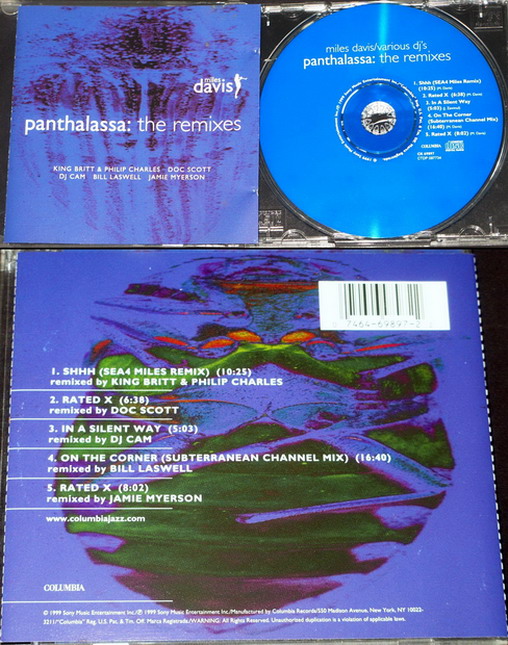 miles
davis
panthalassa: the remixes
KING BRITT & PHILIP CHARLES · DOC SCOTT
DJ CAM BILL LASWELL JAMIE MYERSON
miles davis/various dj's
panthalassa: the remixes
1. Shhh (SEA4 Miles Remix)
(10:25) (M. Davis)
2. Rated X (6:38) (M. Davis)
3. In A Silent Way
(5:03)
4. On The Corner
(Subterranean Channel Mix)
(16:40) (M. Davis)
5. Rated X (8:02) (M. Davis)
COLUMBIA
CK 69897
1. SHHH (SEA4 MILES REMIX) (10:25)
remixed by KING BRITT & PHILIP CHARLES
2. RATED X (6:38)
remixed by DOC SCOTT
3. IN A SILENT WAY (5:03)
remixed by DJ CAM
4. ON THE CORNER (SUBTERRANEAN CHANNEL MIX) (16:40)
remixed by BILL LASWELL
5. RATED X (8:02)
remixed by JAMIE MYERSON
www.columbiajazz.com
COLUMBIA
© 1999 Sony Music Entertainment Inc./℗ 1999 Sony Music Entertainment Inc./Manufactured by Columbia Records/550 Madison Avenue, New York, NY 10022-
3211/"Columbia" Reg. U.S. Pat. & Tm. Off. Marca Registrada./WARNING: All Rights Reserved. Unauthorized duplication is a violation of applicable laws.